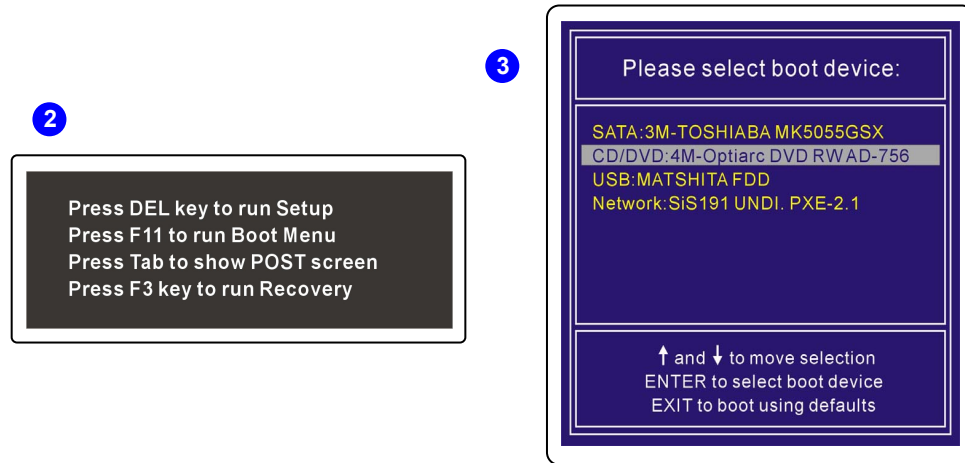 2
Press DEL key to run Setup
Press F11 to run Boot Menu
Press Tab to show POST screen
Press F3 key to run Recovery
3
Please select boot device:
SATA:3M-TOSHIABA MK5055GSX
CD/DVD:4M-Optiarc DVD RW AD-756
USB:MATSHITA FDD
Network:SiS191 UNDI. PXE-2.1
↑ and ↓ to move selection
ENTER to select boot device
EXIT to boot using defaults